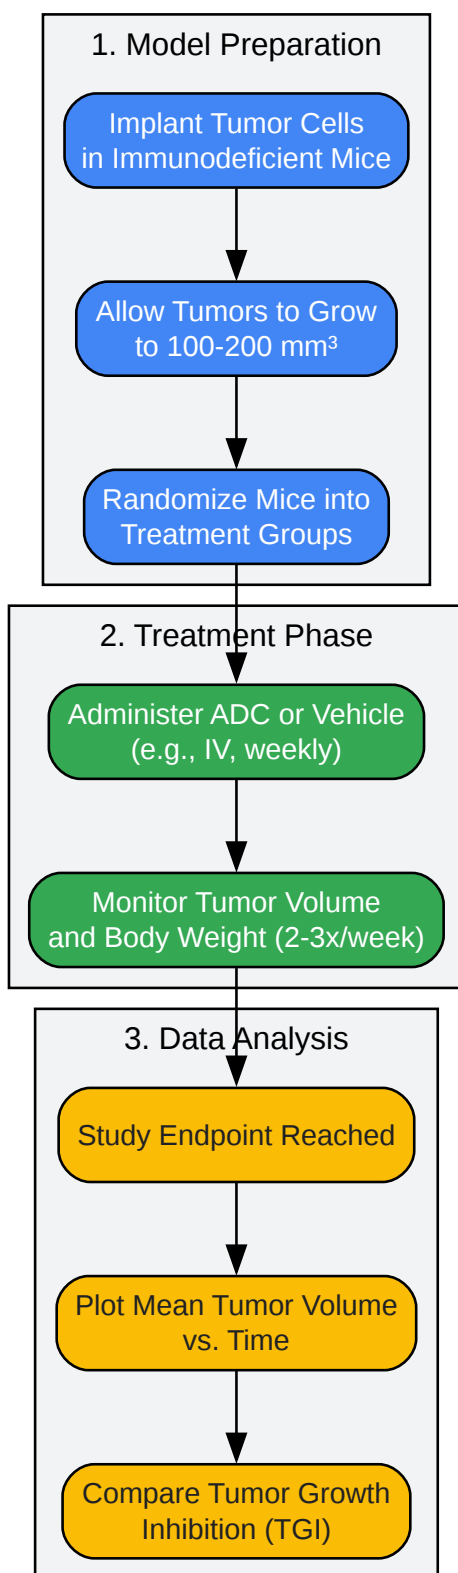 1. Model Preparation
Implant Tumor Cells
in Immunodeficient Mice
Allow Tumors to Grow
to 100-200 mm³
Randomize Mice into
Treatment Groups
2. Treatment Phase
Administer ADC or Vehicle
(e.g., IV, weekly)
Monitor Tumor Volume
and Body Weight (2-3x/week)
3. Data Analysis
Study Endpoint Reached
Plot Mean Tumor Volume
vs. Time
Compare Tumor Growth
Inhibition (TGI)